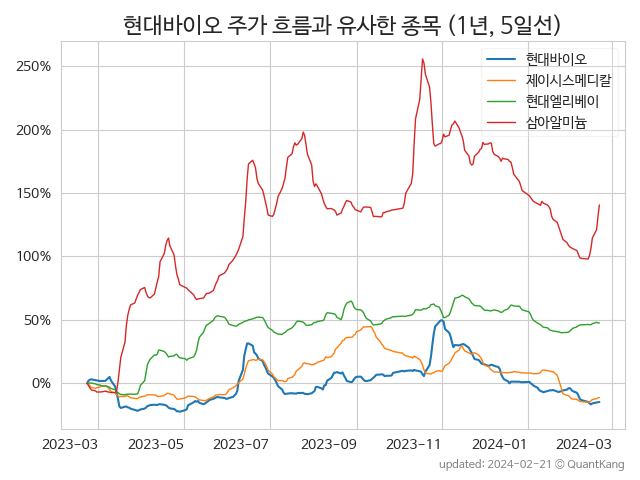 현대바이오 주가 흐름과 유사한 종목 (1년, 5일선)
현대바이오
제이시스메디칼
현대엘리베이
삼아알미늄
250%
200%
150%
100%
50%
0%
2023-03 2023-05 2023-07 2023-09 2023-11 2024-01 2024-03
updated: 2024-02-21 © QuantKang